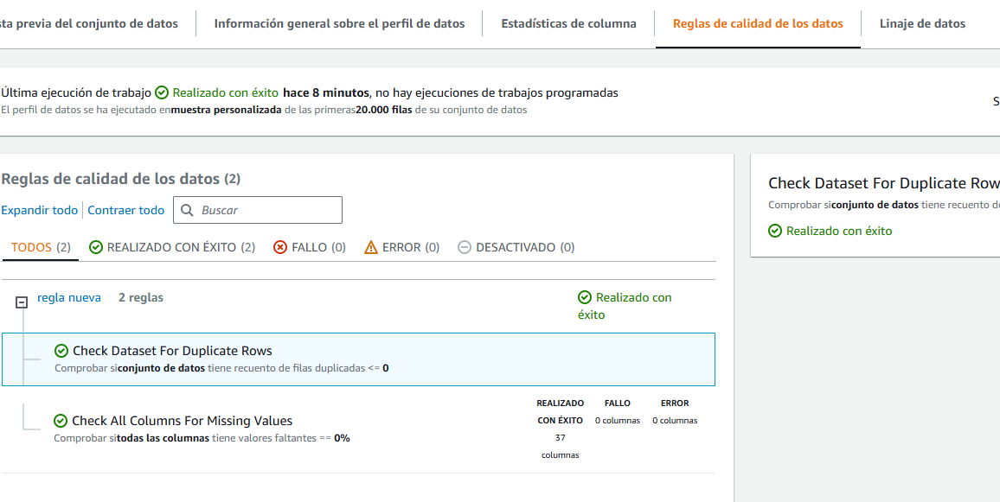 sta previa del conjunto de datos
Información general sobre el perfil de datos
Estadísticas de columna
Reglas de calidad de los datos
Linaje de datos
Última ejecución de trabajo Realizado con éxito hace 8 minutos, no hay ejecuciones de trabajos programadas
El perfil de datos se ha ejecutado enmuestra personalizada de las primeras20.000 filas de su conjunto de datos
S
Reglas de calidad de los datos (2)
Expandir todo
Contraer todo
Buscar
TODOS (2)
REALIZADO CON ÉXITO (2)
FALLO (0)
ERROR (0)
DESACTIVADO (0)
regla nueva
2 reglas
Realizado con
éxito
Check Dataset For Duplicate Rows
Comprobar siconjunto de datos tiene recuento de filas duplicadas <= 0
Check All Columns For Missing Values
Comprobar sitodas las columnas tiene valores faltantes == 0%
REALIZADO
CON ÉXITO
37
columnas
FALLO
0 columnas
ERROR
0 columnas
Check Dataset For Duplicate Row
Comprobar siconjunto de datos tiene recuento d
Realizado con éxito